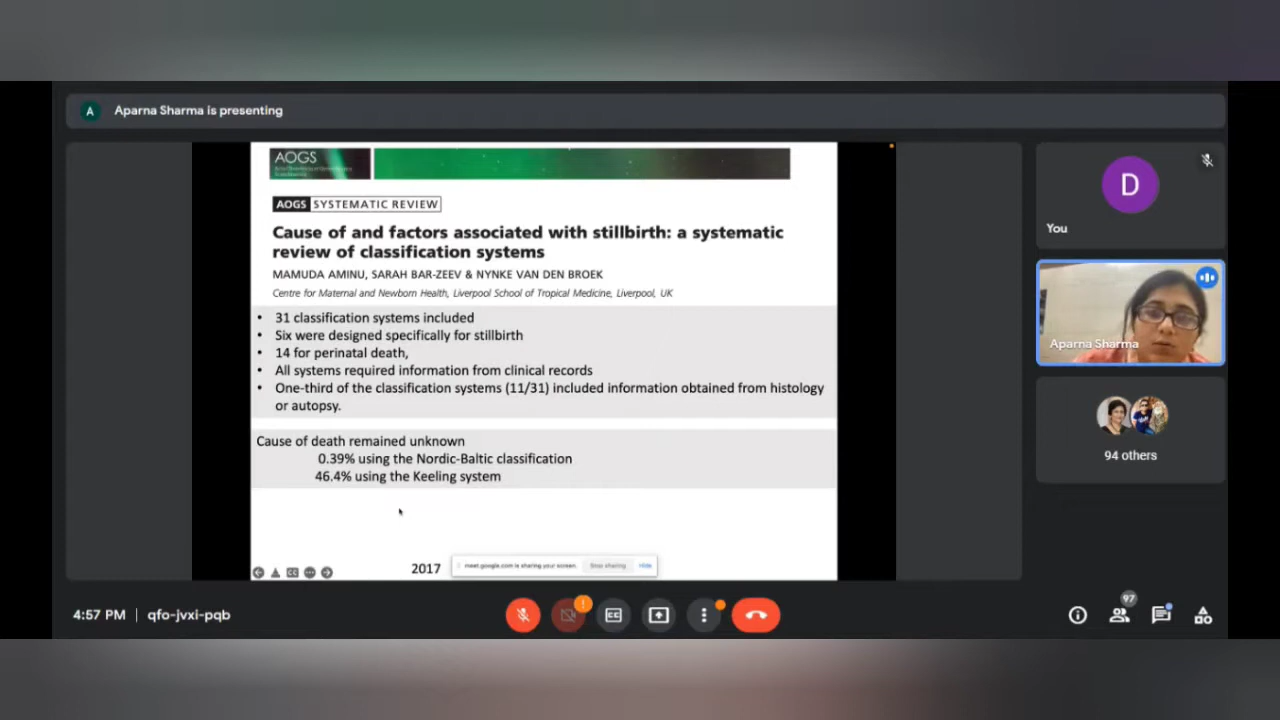 A
Aparna Sharma is presenting
AOGS
AOGS SYSTEMATIC REVIEW
Cause of and factors associated with stillbirth: a systematic
review of classification systems
MAMUDA AMINU, SARAH BAR-ZEEV & NYNKE VAN DEN BROEK
Centre for Maternal and Newborn Health, Liverpool School of Tropical Medicine, Liverpool, UK
• 31 classification systems included
• Six were designed specifically for stillbirth
• 14 for perinatal death,
• All systems required information from clinical records
• One-third of the classification systems (11/31) included information obtained from histology
or autopsy.
Cause of death remained unknown
0.39% using the Nordic-Baltic classification
46.4% using the Keeling system
2017
meet.google.com is sharing your screen. Stop sharing Hide
D
You
Aparna Sharma
94 others
4:57 PM | qfo-jvxi-pqb
CC
97